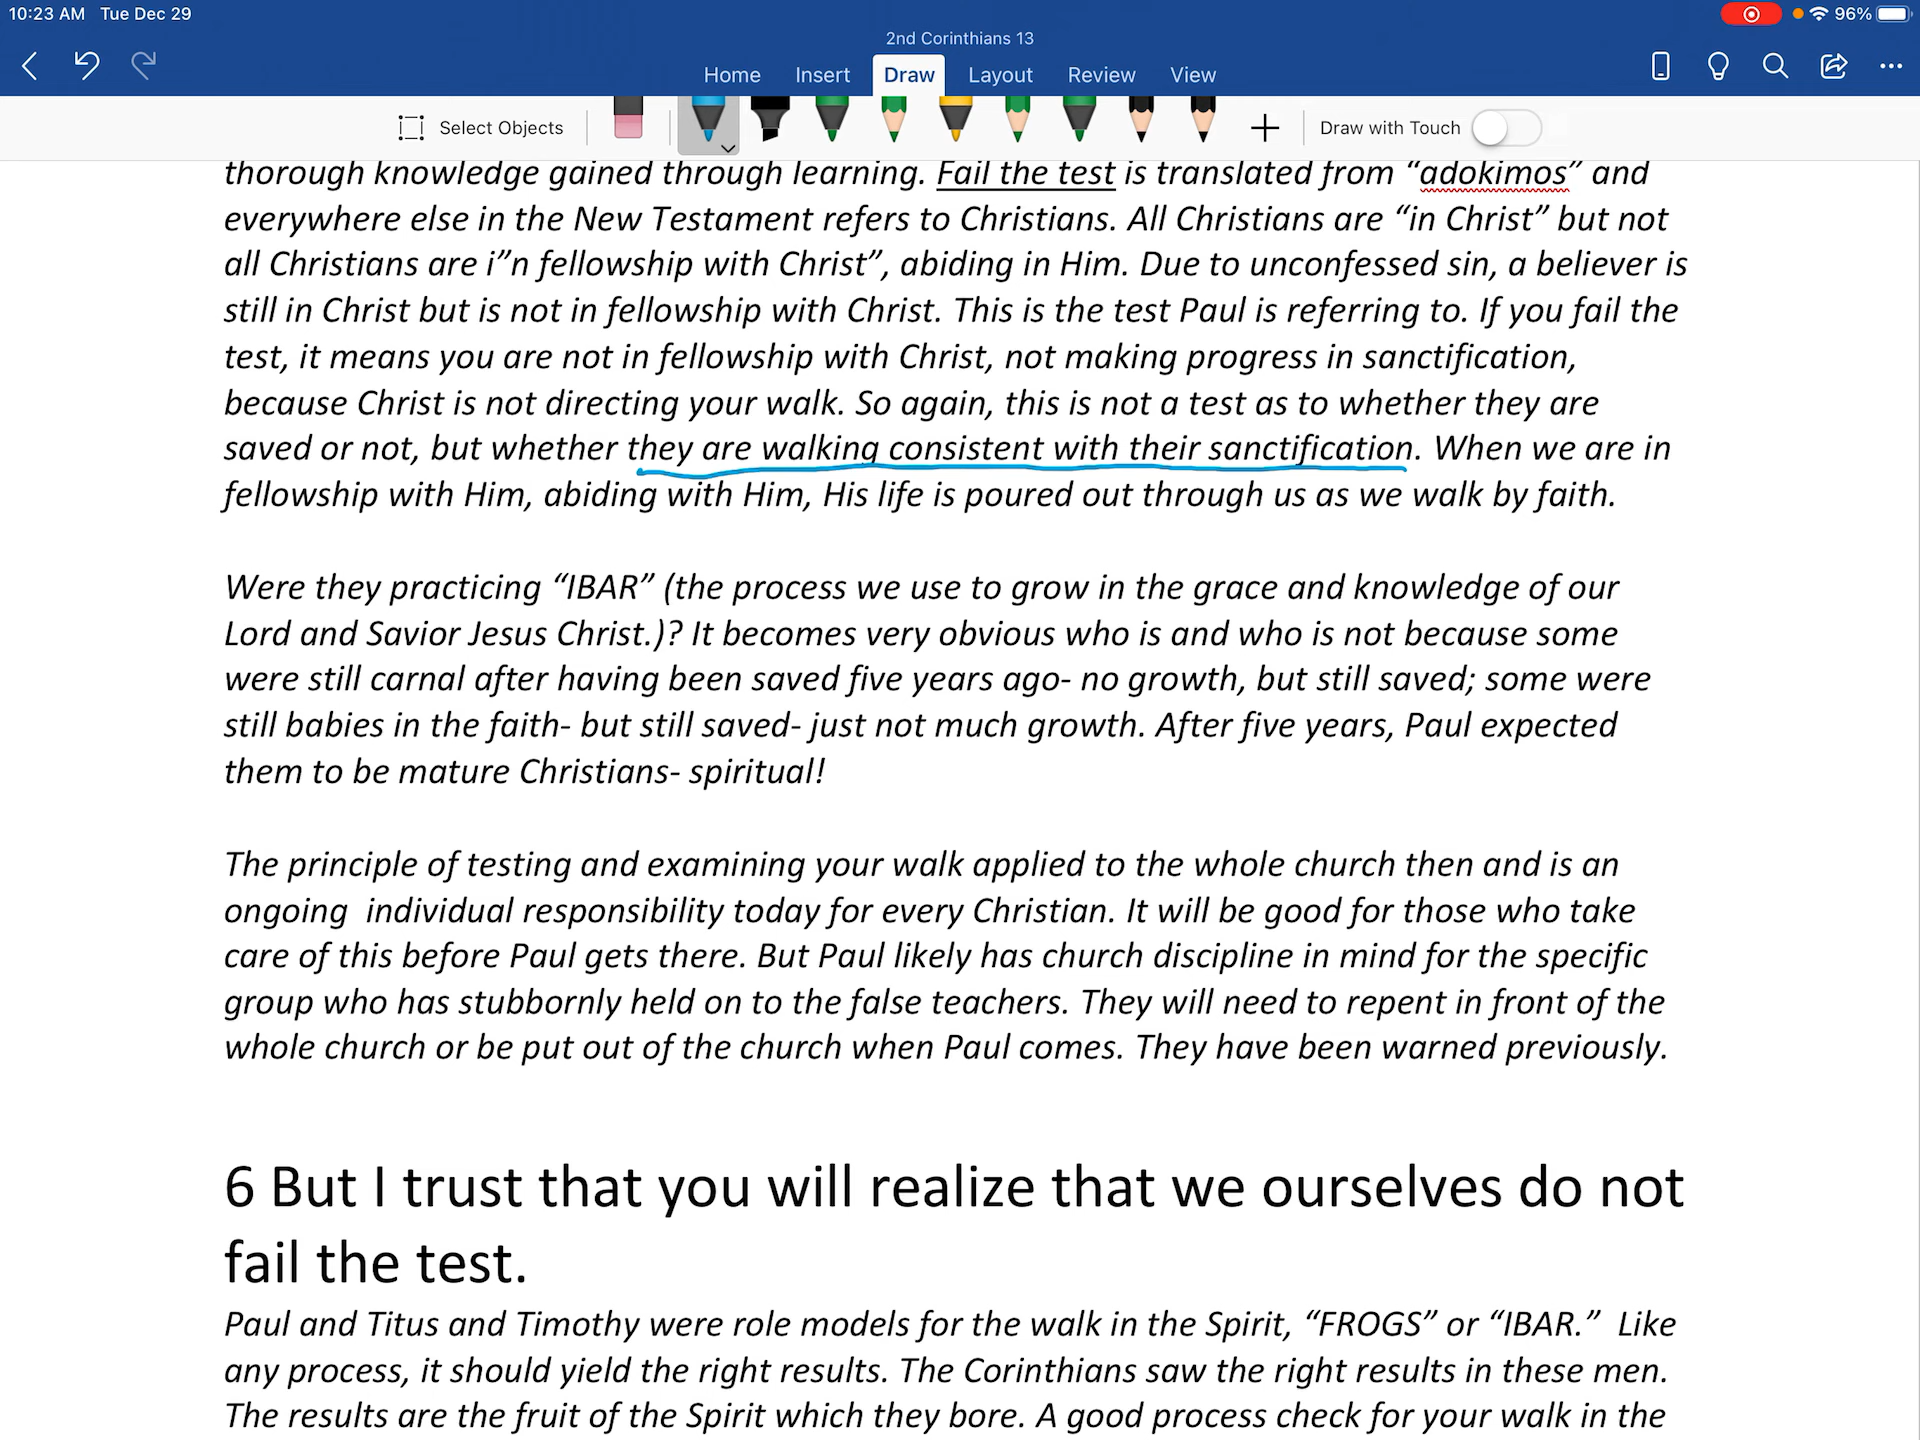 10:23 AM Tue Dec 29
96%
2nd Corinthians 13
Home Insert Draw Layout Review View
Select Objects
Draw with Touch
thorough knowledge gained through learning. Fail the test is translated from “adokimos” and
everywhere else in the New Testament refers to Christians. All Christians are “in Christ” but not
all Christians are i”n fellowship with Christ”, abiding in Him. Due to unconfessed sin, a believer is
still in Christ but is not in fellowship with Christ. This is the test Paul is referring to. If you fail the
test, it means you are not in fellowship with Christ, not making progress in sanctification,
because Christ is not directing your walk. So again, this is not a test as to whether they are
saved or not, but whether they are walking consistent with their sanctification. When we are in
fellowship with Him, abiding with Him, His life is poured out through us as we walk by faith.
Were they practicing “IBAR” (the process we use to grow in the grace and knowledge of our
Lord and Savior Jesus Christ.)? It becomes very obvious who is and who is not because some
were still carnal after having been saved five years ago- no growth, but still saved; some were
still babies in the faith- but still saved- just not much growth. After five years, Paul expected
them to be mature Christians- spiritual!
The principle of testing and examining your walk applied to the whole church then and is an
ongoing  individual responsibility today for every Christian. It will be good for those who take
care of this before Paul gets there. But Paul likely has church discipline in mind for the specific
group who has stubbornly held on to the false teachers. They will need to repent in front of the
whole church or be put out of the church when Paul comes. They have been warned previously.
6 But I trust that you will realize that we ourselves do not
fail the test.
Paul and Titus and Timothy were role models for the walk in the Spirit, “FROGS” or “IBAR.”  Like
any process, it should yield the right results. The Corinthians saw the right results in these men.
The results are the fruit of the Spirit which they bore. A good process check for your walk in the